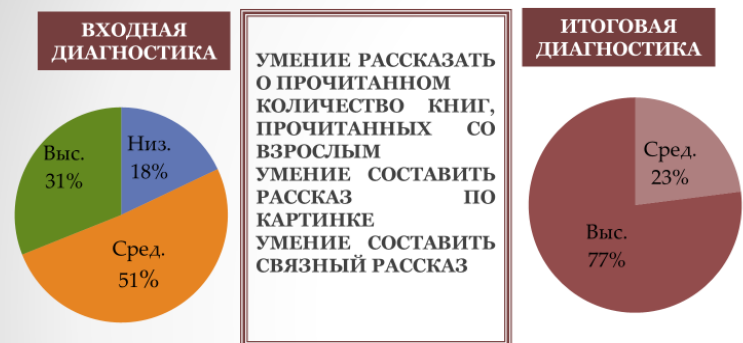 ВХОДНАЯ
ДИАГНОСТИКА
Выс.
31%
Низ.
18%
Сред.
51%
УМЕНИЕ РАССКАЗАТЬ
О ПРОЧИТАННОМ
КОЛИЧЕСТВО КНИГ,
ПРОЧИТАННЫХ СО
ВЗРОСЛЫМ
УМЕНИЕ СОСТАВИТЬ
РАССКАЗ ПО
КАРТИНКЕ
УМЕНИЕ СОСТАВИТЬ
СВЯЗНЫЙ РАССКАЗ
ИТОГОВАЯ
ДИАГНОСТИКА
Сред.
23%
Выс.
77%